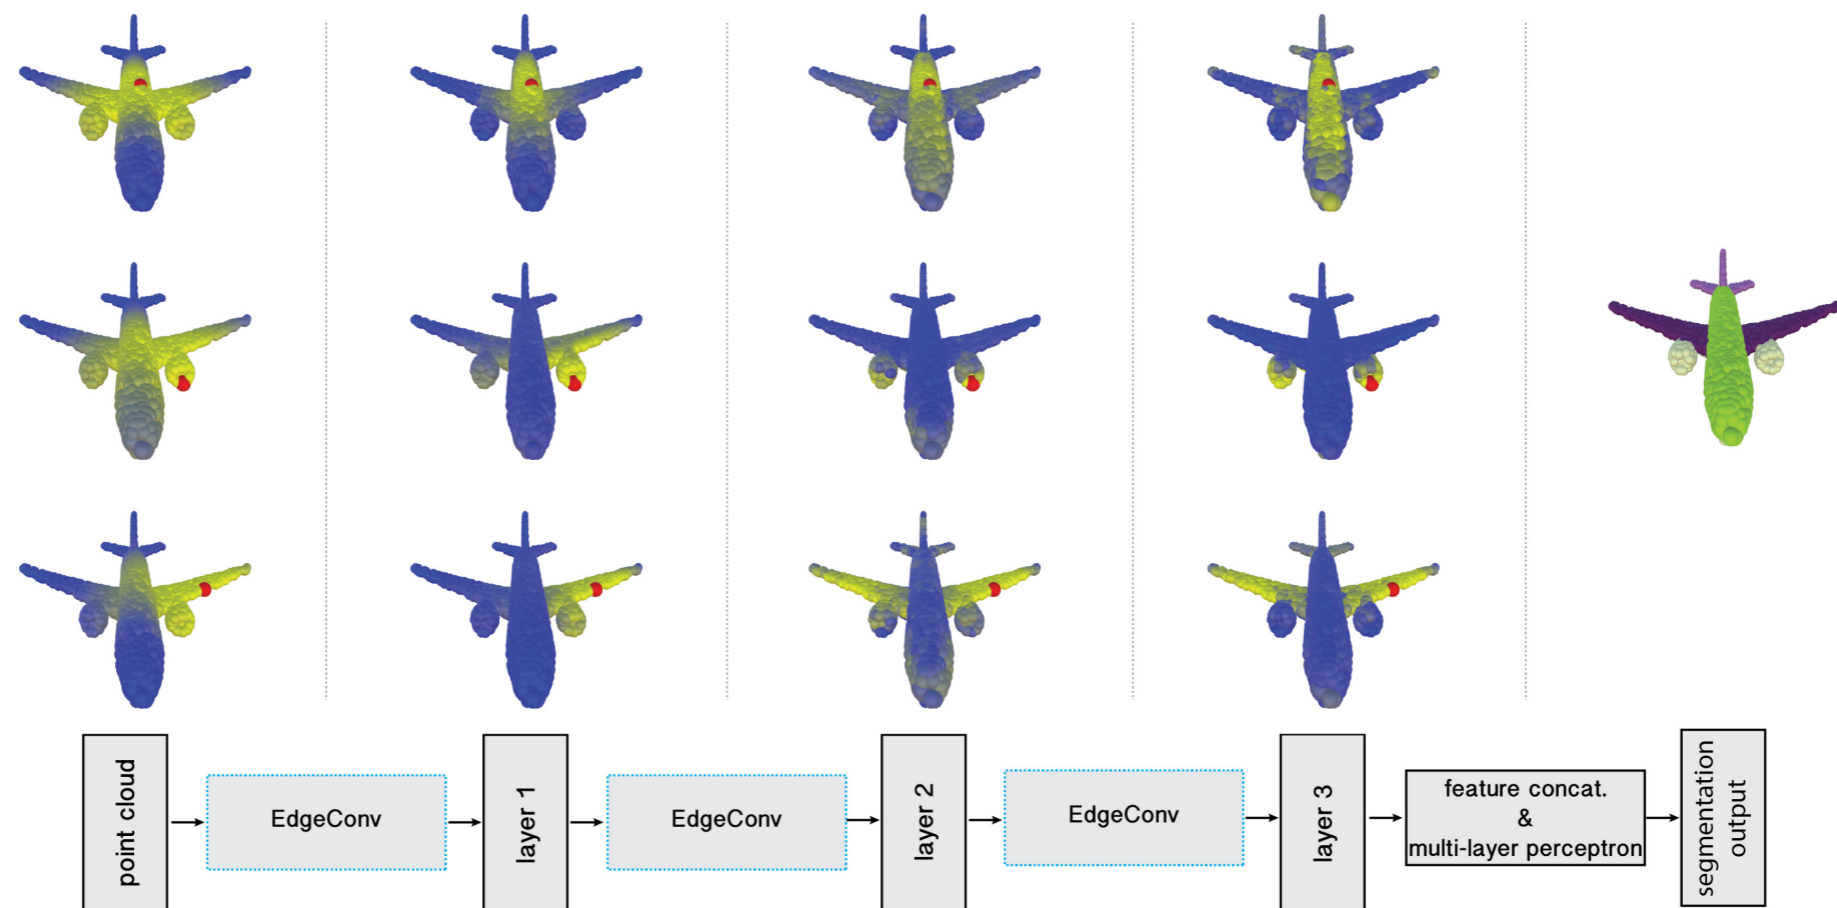 point cloud
EdgeConv
layer 1
EdgeConv
layer 2
EdgeConv
layer 3
feature concat.
&
multi-layer perceptron
segmentation
output